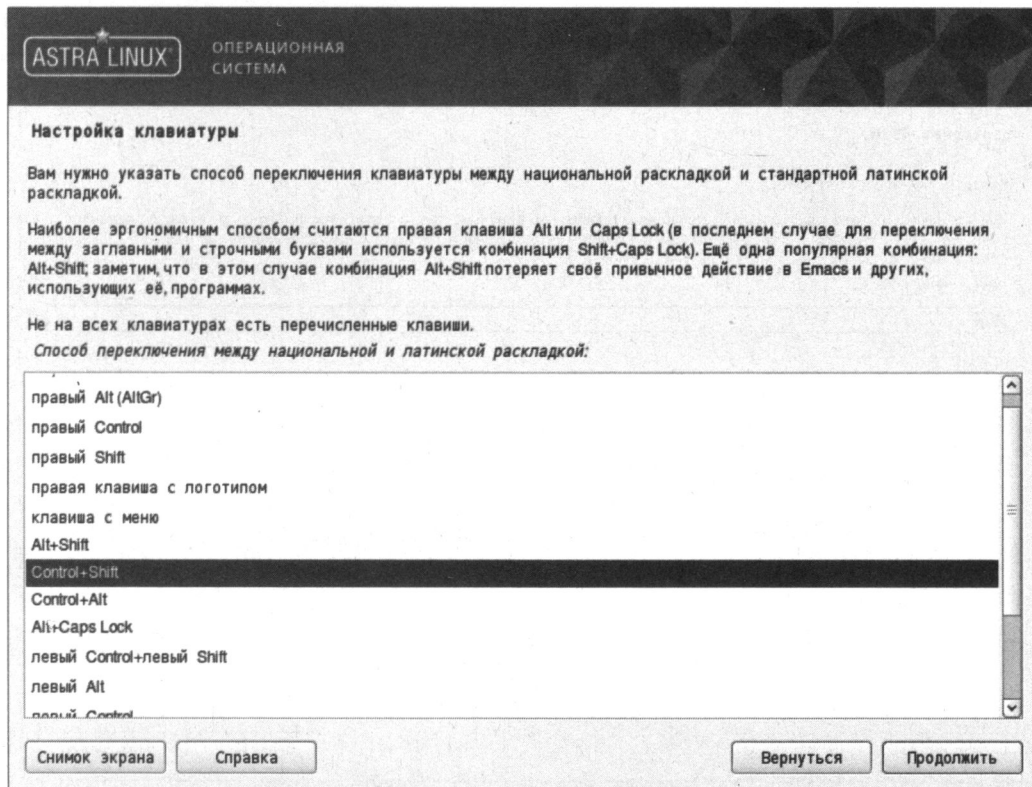 ASTRA LINUX
ОПЕРАЦИОННАЯ
СИСТЕМА
Настройка клавиатуры
Вам нужно указать способ переключения клавиатуры между национальной раскладкой и стандартной латинской
раскладкой.
Наиболее эргономичным способом считаются правая клавиша Alt или Caps Lock (в последнем случае для переключения
между заглавными и строчными буквами используется комбинация Shift+Caps Lock). Ещё одна популярная комбинация:
Alt+Shift; заметим, что в этом случае комбинация Alt+Shift потеряет своё привычное действие в Emacs и других,
использующих её, программах.
Не на всех клавиатурах есть перечисленные клавиши.
Способ переключения между национальной и латинской раскладкой:
правый Alt (AltGr)
правый Control
правый Shift
правая клавиша с логотипом
клавиша с меню
Alt+Shift
Control+Shift
Control+Alt
Alt+Caps Lock
левый Control+левый Shift
левый Alt
левый Control
Снимок экрана
Справка
Вернуться
Продолжить